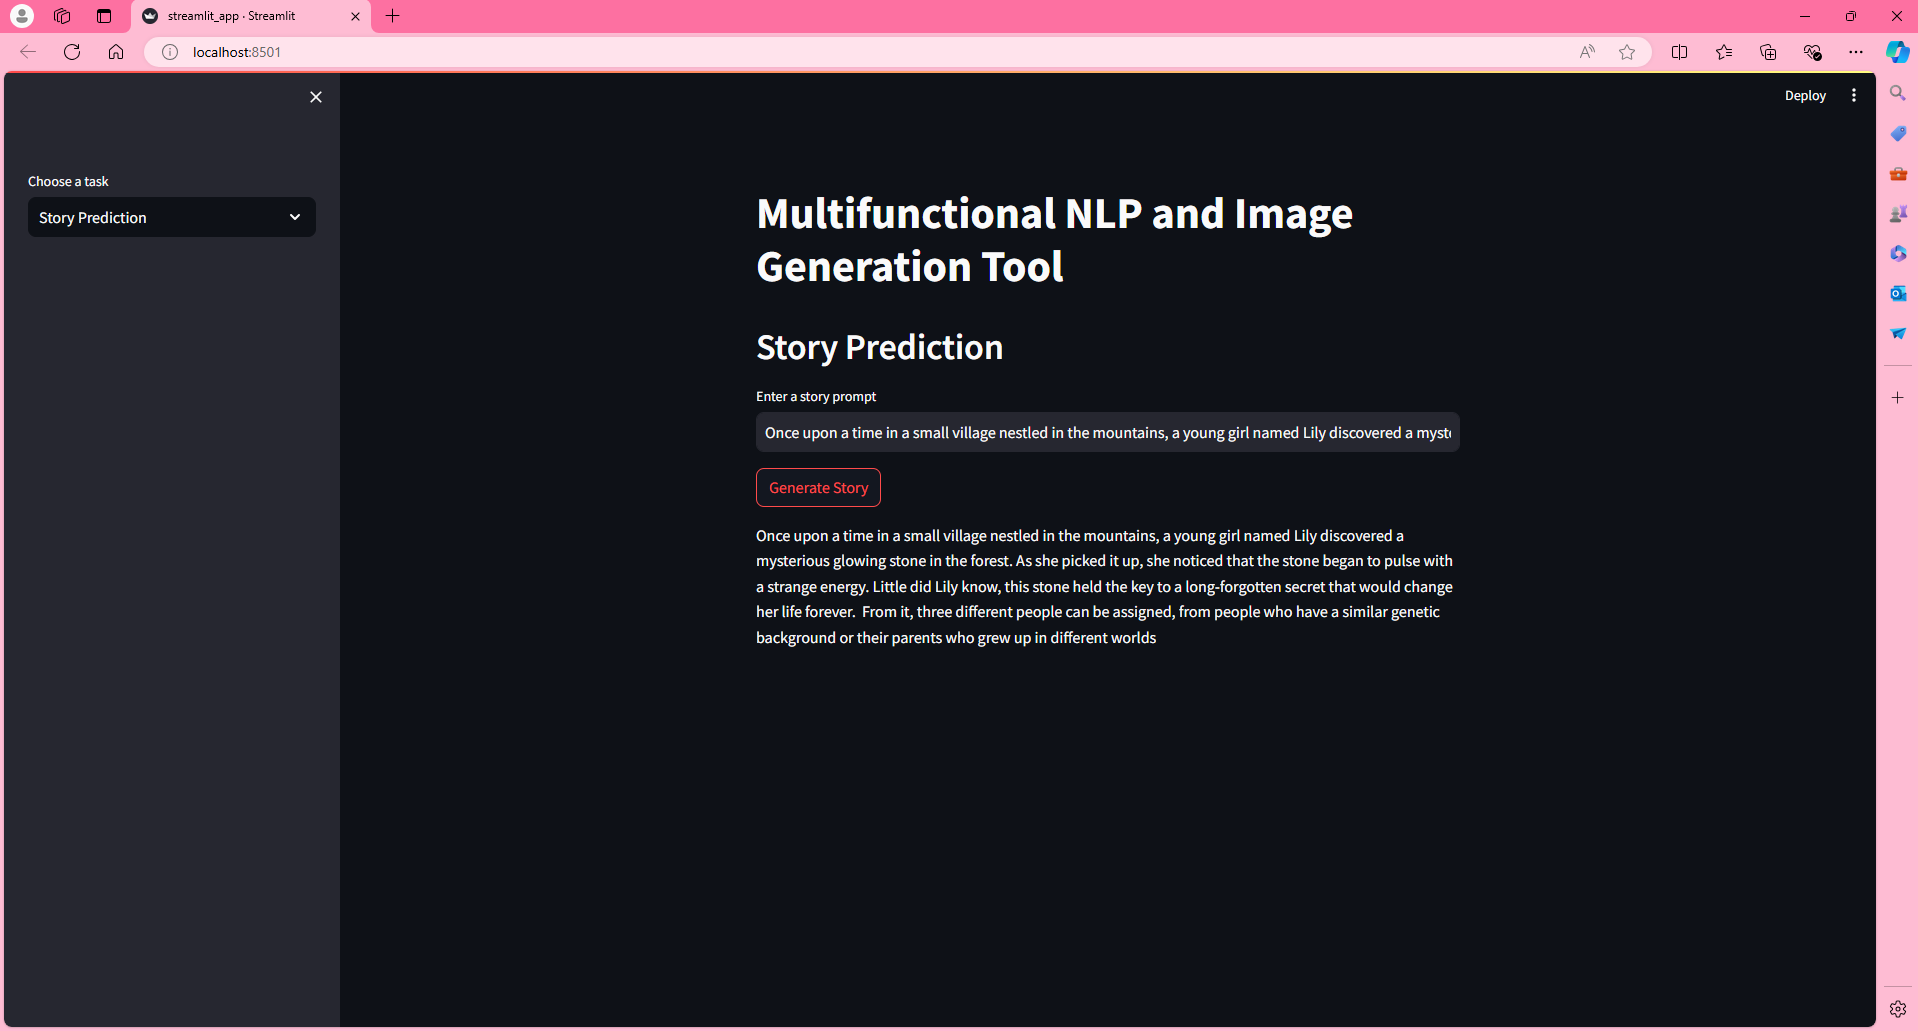 streamlit_app · Streamlit
localhost:8501
Deploy
Choose a task
Story Prediction
Multifunctional NLP and Image
Generation Tool
Story Prediction
Enter a story prompt
Once upon a time in a small village nestled in the mountains, a young girl named Lily discovered a myst
Generate Story
Once upon a time in a small village nestled in the mountains, a young girl named Lily discovered a
mysterious glowing stone in the forest. As she picked it up, she noticed that the stone began to pulse with
a strange energy. Little did Lily know, this stone held the key to a long-forgotten secret that would change
her life forever.  From it, three different people can be assigned, from people who have a similar genetic
background or their parents who grew up in different worlds